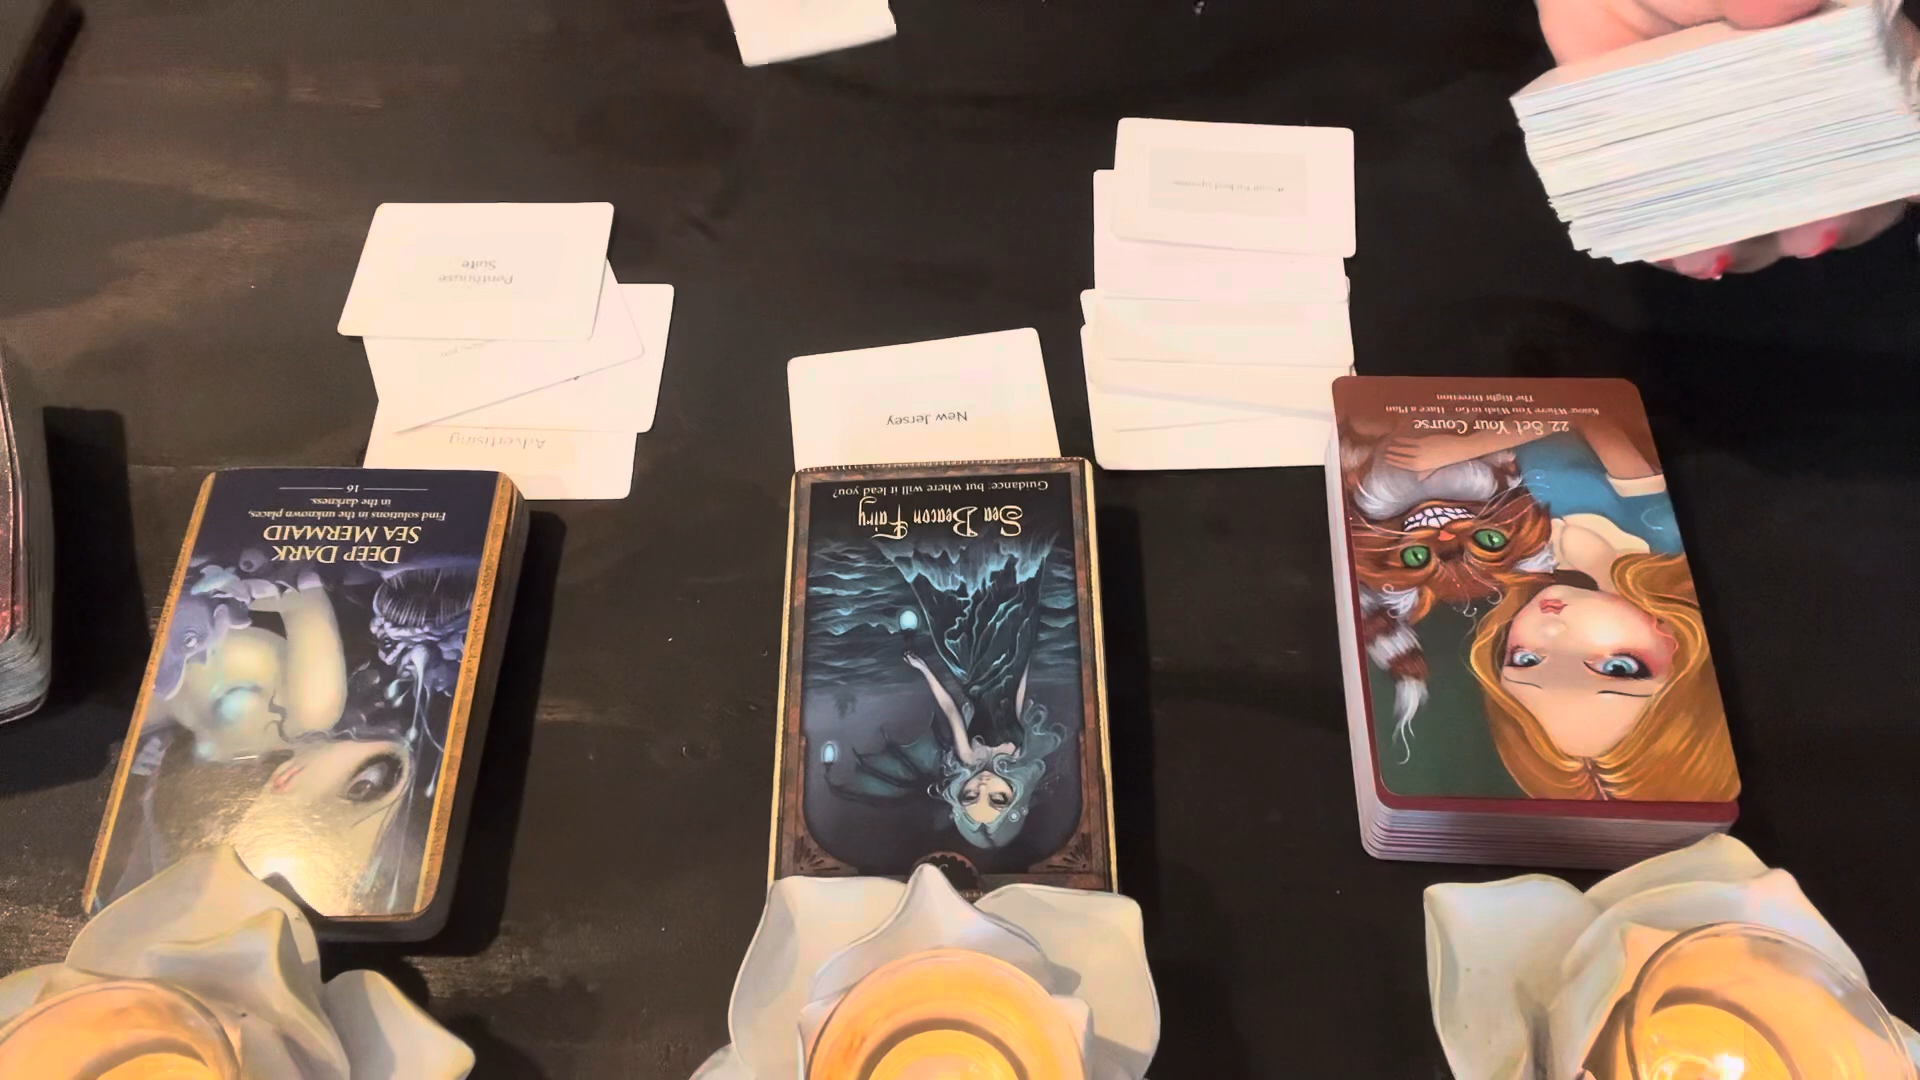 Penthouse
Suite
Advertising
New Jersey
DEEP DARK
SEA MERMAID
Find solutions in the unknown places,
in the darkness.
16
Sea Beacon Fairy
Guidance; but where will it lead you?
22. Set Your Course
Know Where You Wish to Go - Have a Plan
The Right Direction